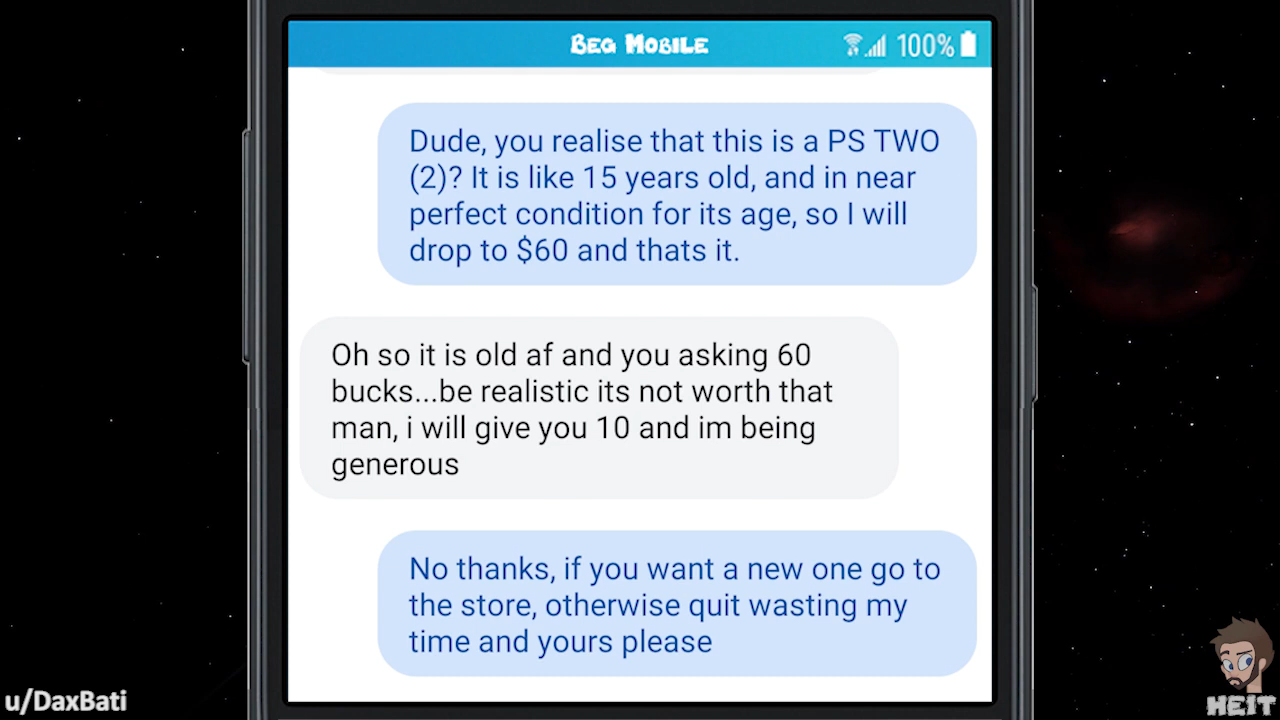 Beg Mobile
100%
Dude, you realise that this is a PS TWO
(2)? It is like 15 years old, and in near
perfect condition for its age, so I will
drop to $60 and thats it.
Oh so it is old af and you asking 60
bucks...be realistic its not worth that
man, i will give you 10 and im being
generous
No thanks, if you want a new one go to
the store, otherwise quit wasting my
time and yours please
u/DaxBati
HEIT